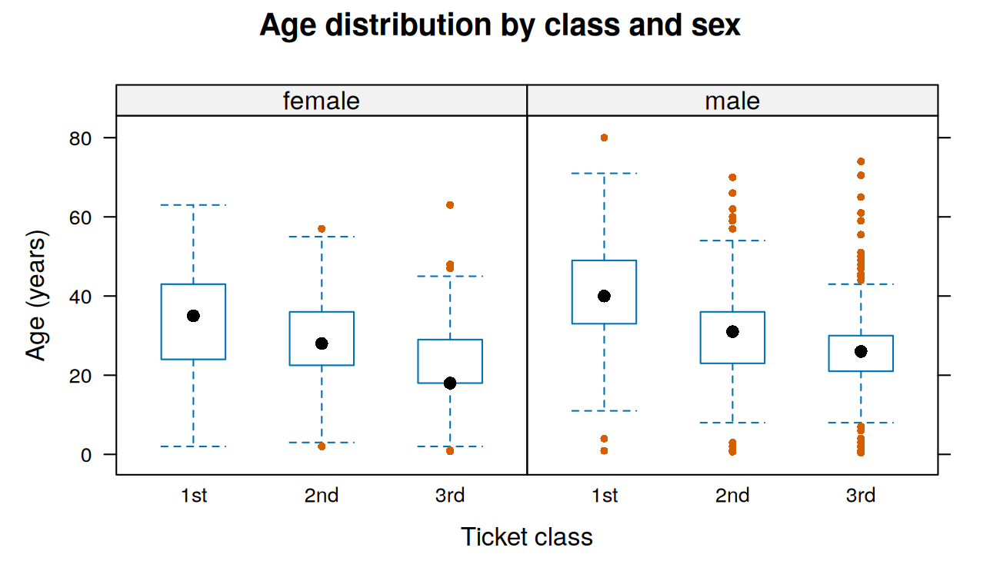 Age distribution by class and sex
female male
80
60
40
20
0
Age (years)
1st 2nd 3rd 1st 2nd 3rd
Ticket class